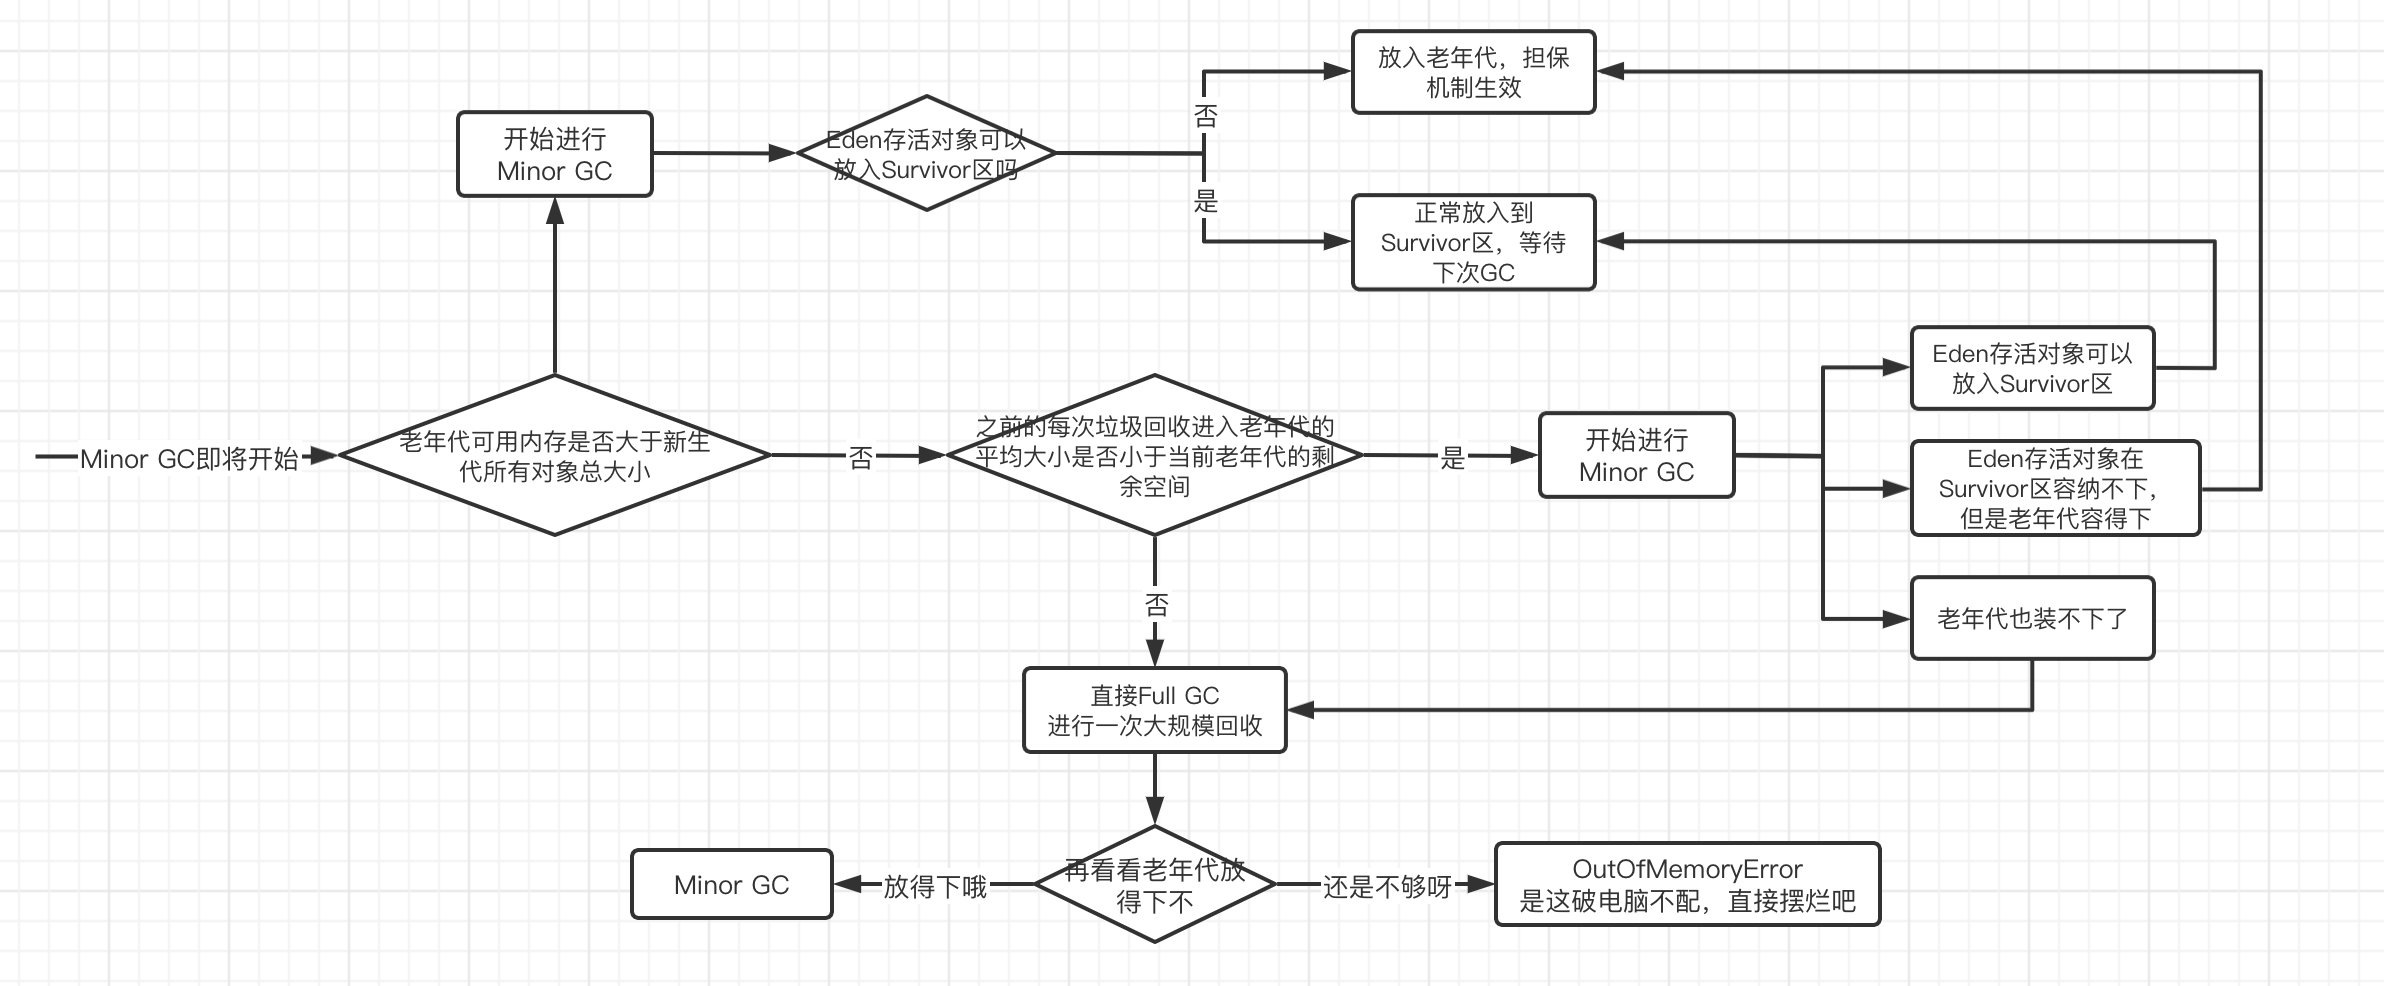 放入老年代，担保
机制生效
否
开始进行
Minor GC
Eden存活对象可以
放入Survivor区吗
是
正常放入到
Survivor区，等待
下次GC
Eden存活对象可以
放入Survivor区
Minor GC即将开始
老年代可用内存是否大于新生
代所有对象总大小
否
之前的每次垃圾回收进入老年代的
平均大小是否小于当前老年代的剩
余空间
是
开始进行
Minor GC
Eden存活对象在
Survivor区容纳不下，
但是老年代容得下
否
老年代也装不下了
直接Full GC
进行一次大规模回收
Minor GC
放得下哦
再看看老年代放
得下不
还是不够呀
OutOfMemoryError
是这破电脑不配，直接摆烂吧